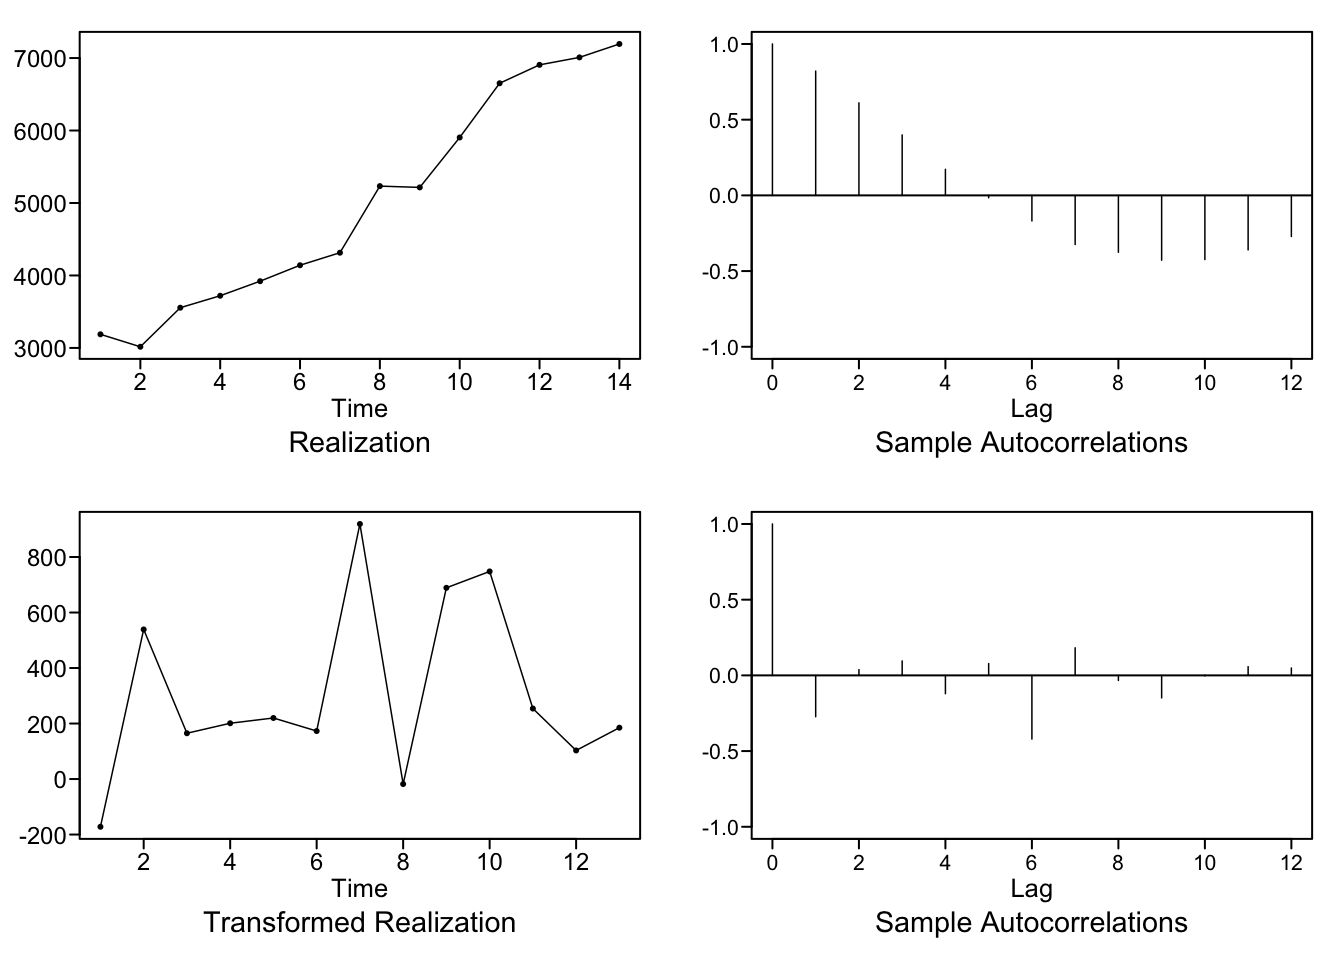 7000
6000
5000
4000
3000
2 4 6 8 10 12 14
Time
Realization
1.0
0.5
0.0
-0.5
-1.0
0 2 4 6 8 10 12
Lag
Sample Autocorrelations
800
600
400
200
0
-200
2 4 6 8 10 12
Time
Transformed Realization
1.0
0.5
0.0
-0.5
-1.0
0 2 4 6 8 10 12
Lag
Sample Autocorrelations